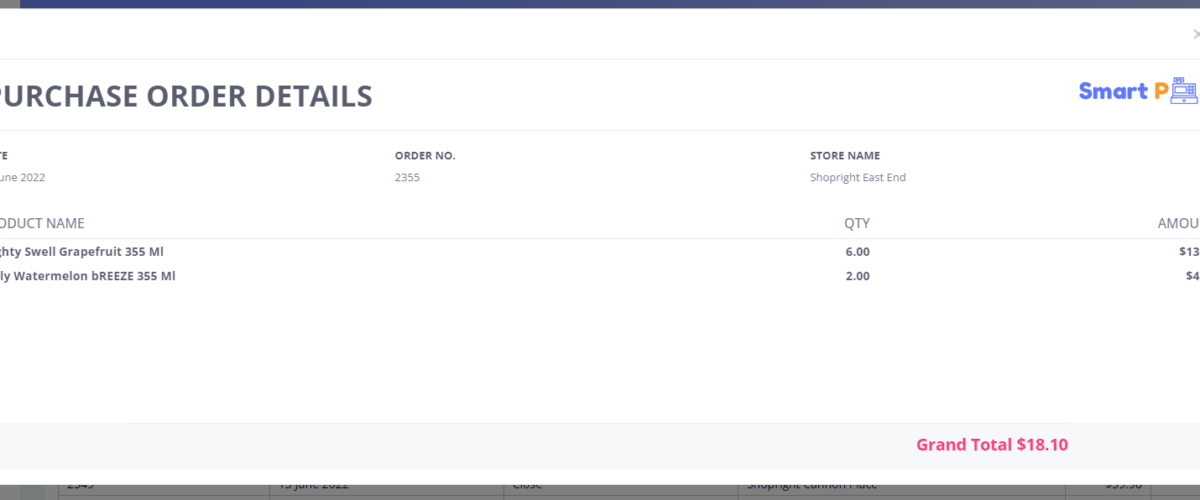 PURCHASE ORDER DETAILS
Smart P
TE ORDER NO. STORE NAME
June 2022 2355 Shopright East End
ODUCT NAME QTY AMOU
ghty Swell Grapefruit 355 Ml 6.00 $13
ly Watermelon bREEZE 355 Ml 2.00 $4
Grand Total $18.10
2349 15 June 2022 Close Shopright Cannon Place $39.98